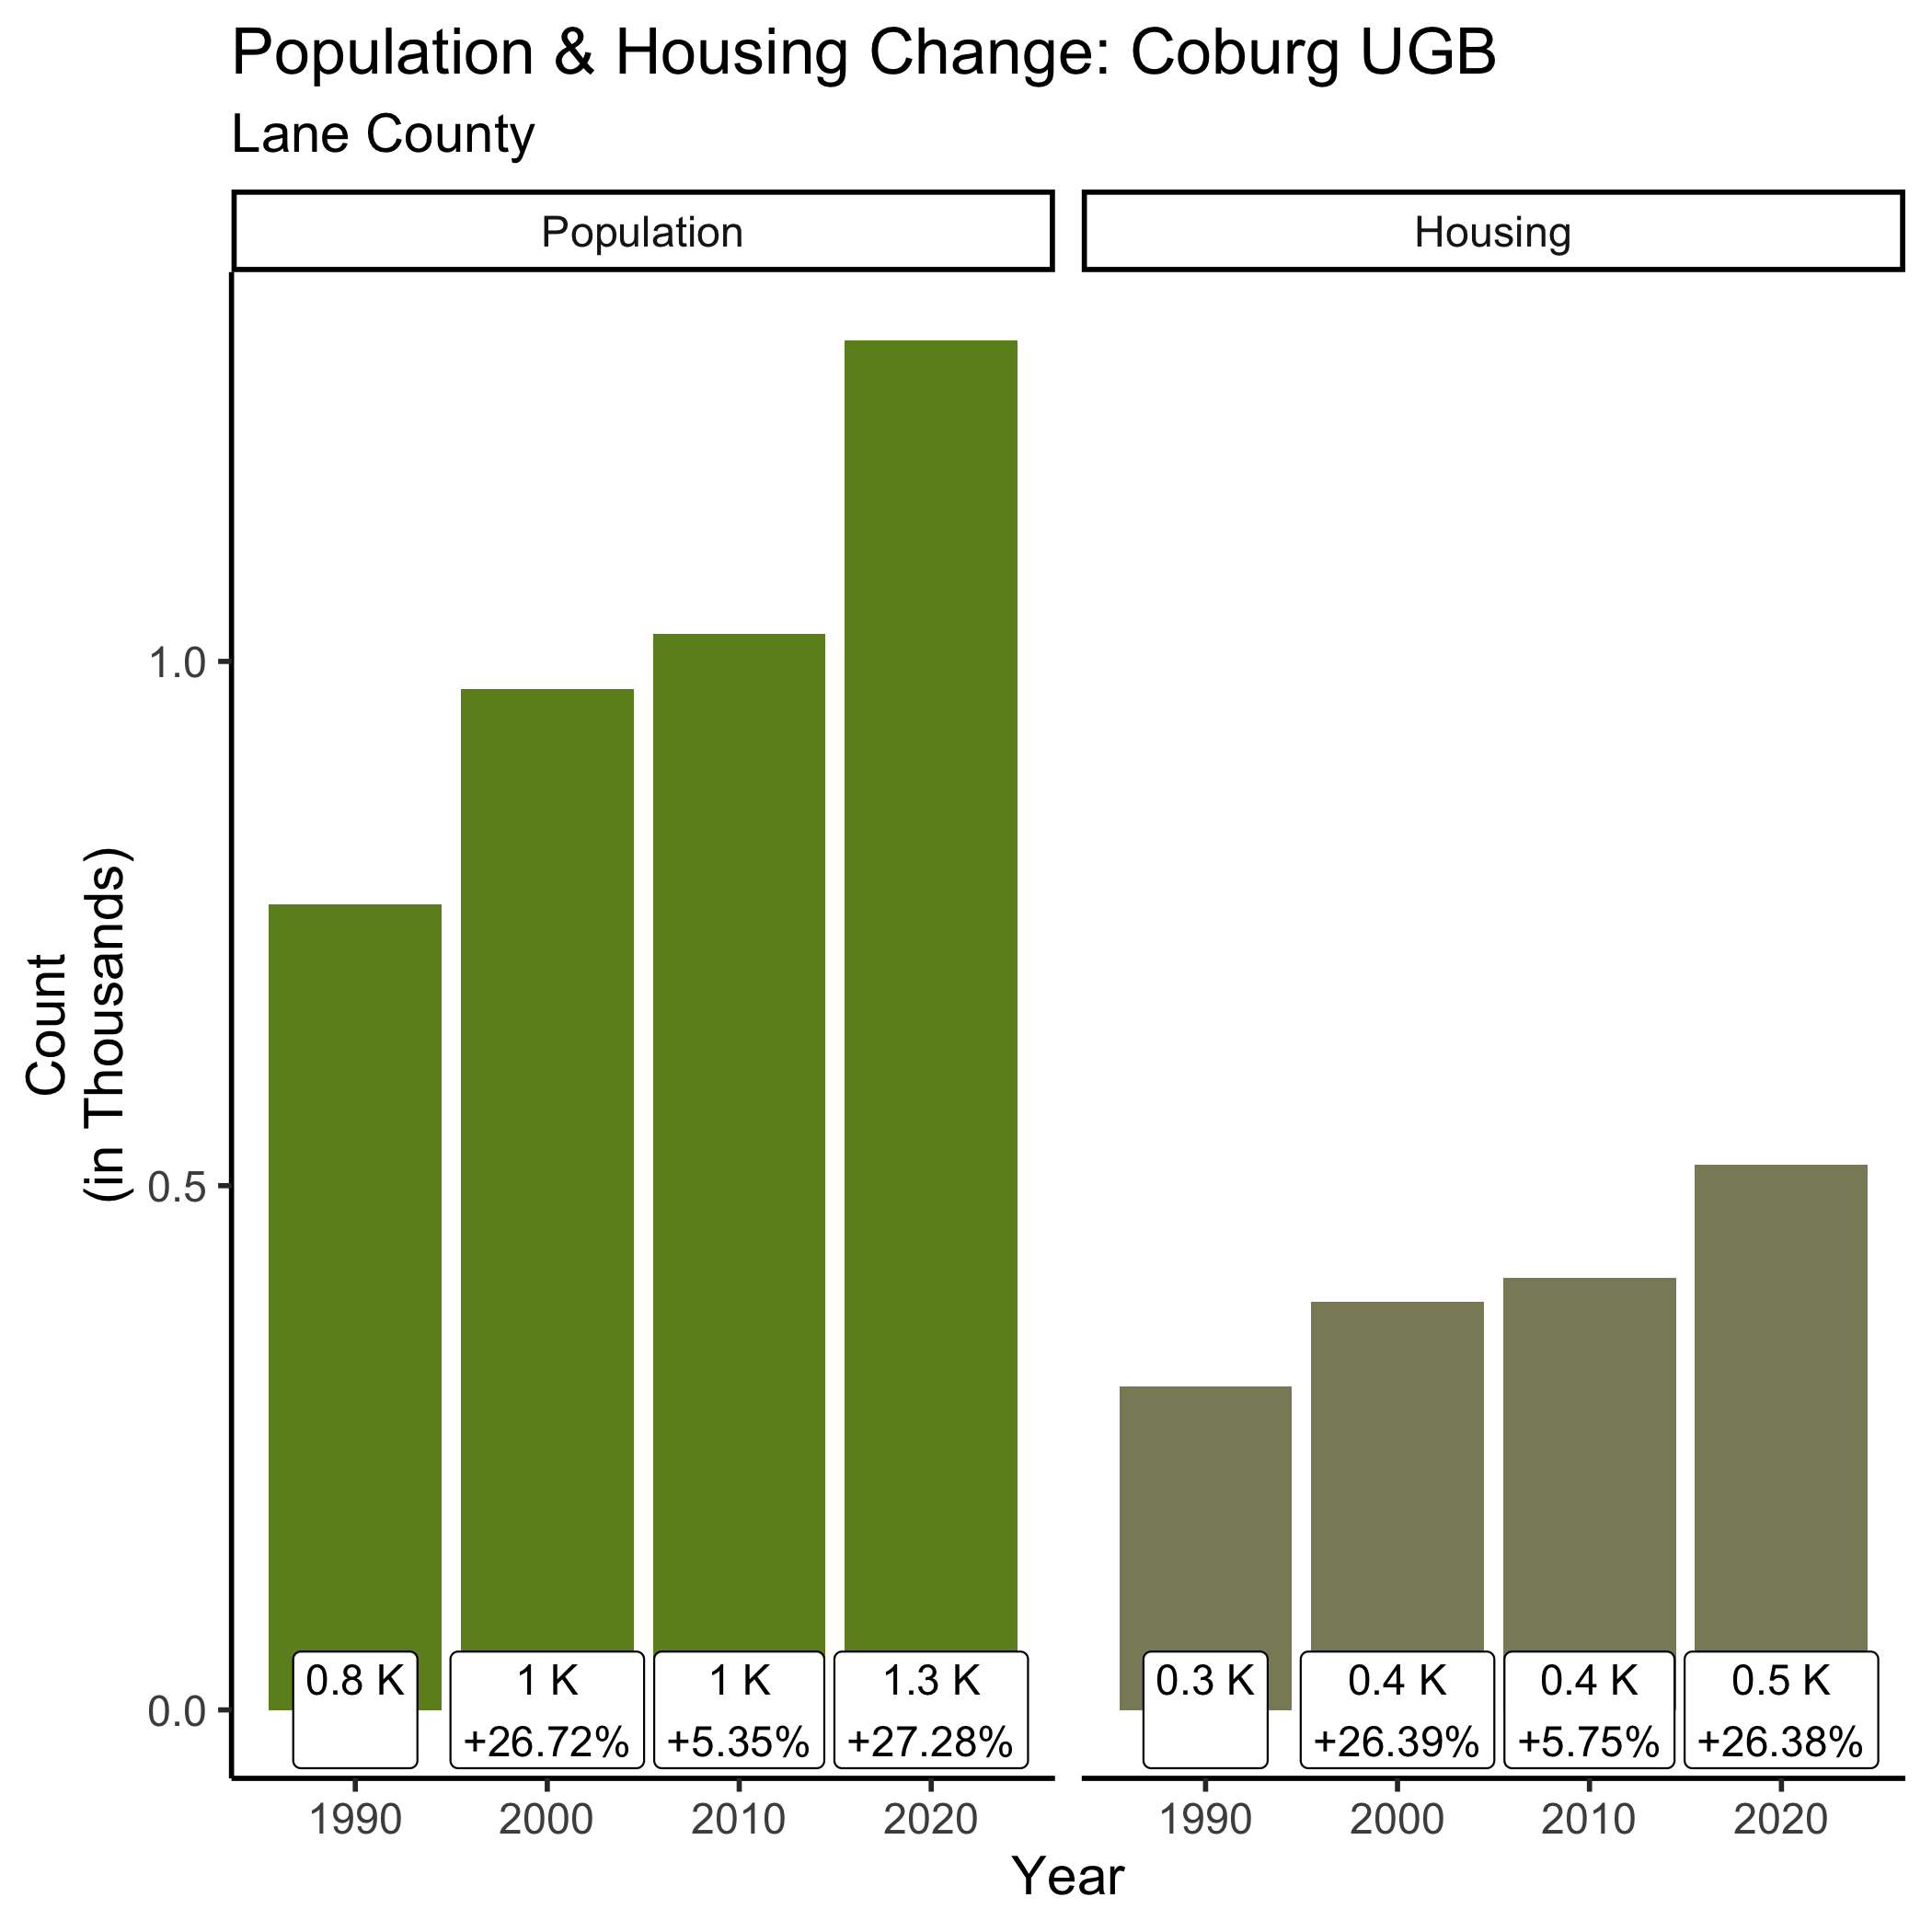 Population & Housing Change: Coburg UGB
Lane County
Population
Housing
Count
(in Thousands)
1.0
0.5
0.0
0.8 K
1 K
+26.72%
1 K
+5.35%
1.3 K
+27.28%
0.3 K
0.4 K
+26.39%
0.4 K
+5.75%
0.5 K
+26.38%
1990
2000
2010
2020
1990
2000
2010
2020
Year